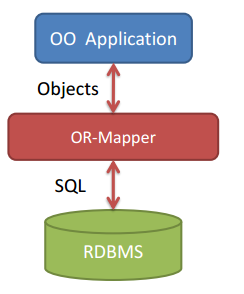 OO Application
Objects
OR-Mapper
SQL
RDBMS